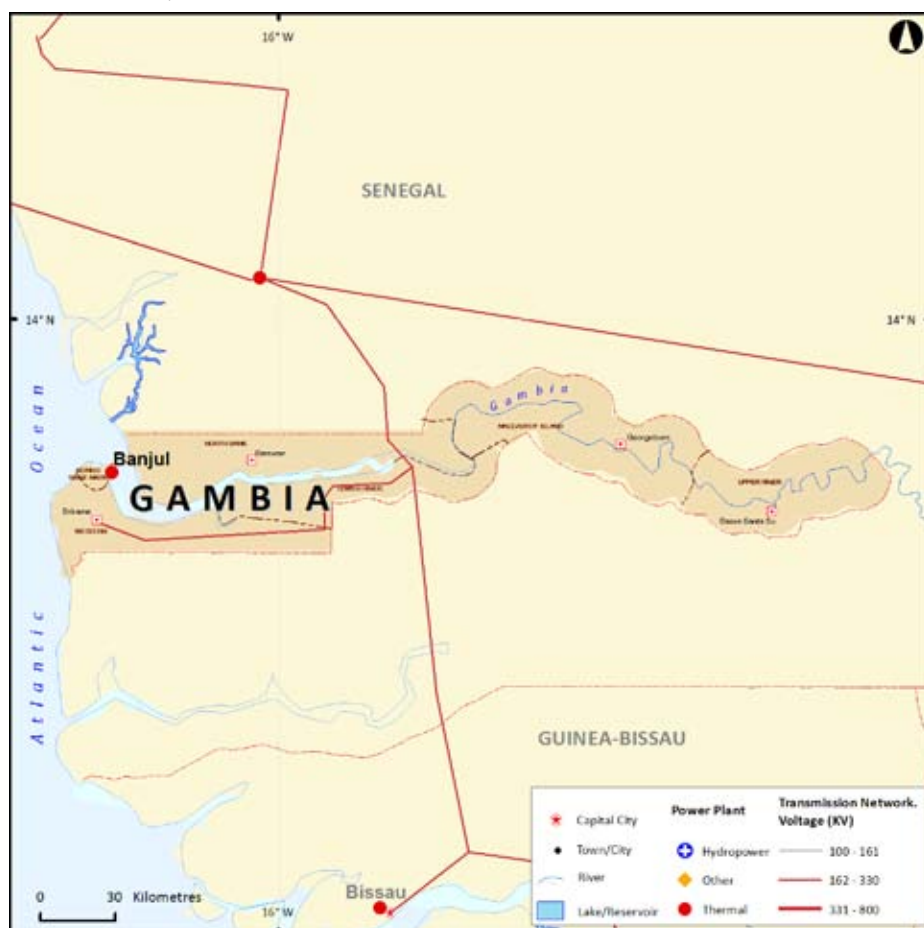 16° W
SENEGAL
14° N
14° N
Ocean
Gambia
Georgetown
Banjul
GAMBIA
UPPER RIVER
Atlantic
GUINEA-BISSAU
Bissau
0 30 Kilometres
16° W
Capital City
Town/City
River
Lake/Reservoir
Power Plant
Hydropower
Other
Thermal
Transmission Network.
Voltage (KV)
100 - 161
162 - 330
331 - 800